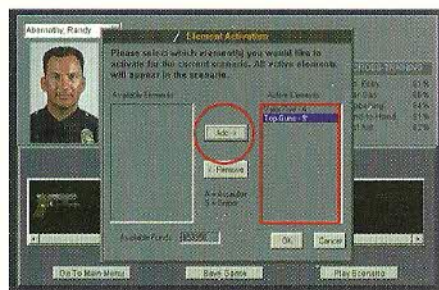 Abernathy, Randy
Element Activation
Please select which element(s) you would like to
activate for the current scenario. All active elements
will appear in the scenario.
Available Elements
Active Elements
Top Guns - S
Add ->
<- Remove
A = Assaulter
S = Sniper
Available Funds
OK
Cancel
81%
Go To Main Menu
Save Game
Play Scenario